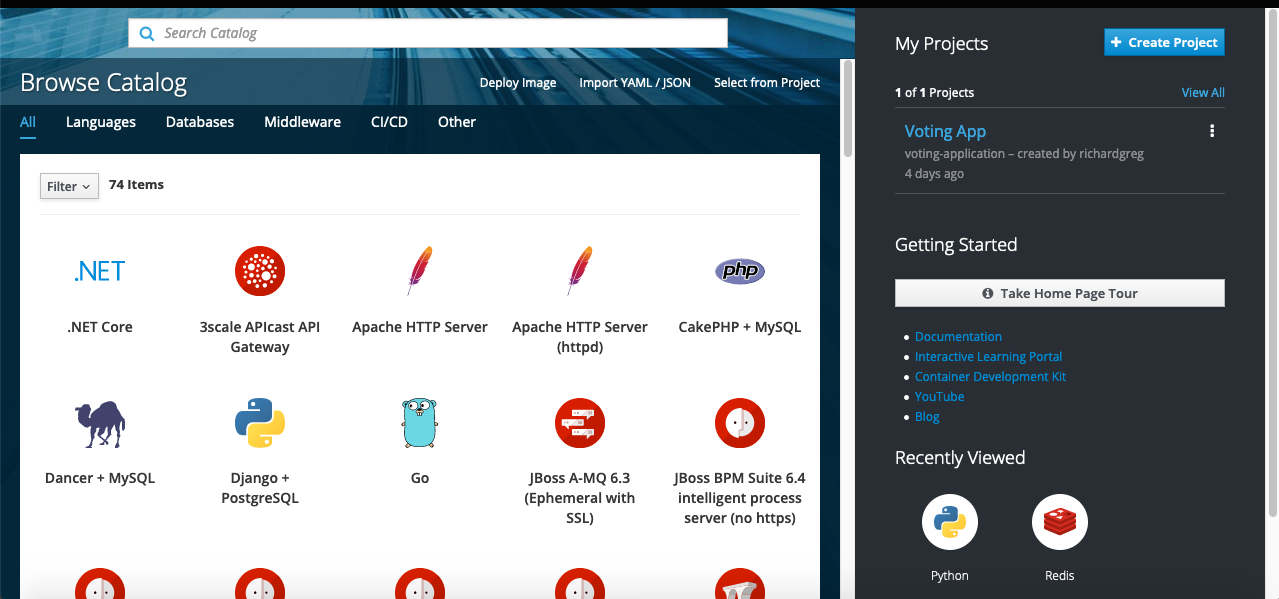 Search Catalog
Browse Catalog
Deploy Image
Import YAML / JSON
Select from Project
All
Languages
Databases
Middleware
CI/CD
Other
Filter
74 Items
.NET
php
.NET Core
3scale APIcast API
Gateway
Apache HTTP Server
Apache HTTP Server
(httpd)
CakePHP + MySQL
Dancer + MySQL
Django +
PostgreSQL
Go
JBoss A-MQ 6.3
(Ephemeral with
SSL)
JBoss BPM Suite 6.4
intelligent process
server (no https)
My Projects
+ Create Project
1 of 1 Projects
View All
Voting App
voting-application – created by richardgreg
4 days ago
Getting Started
Take Home Page Tour
Documentation
Interactive Learning Portal
Container Development Kit
YouTube
Blog
Recently Viewed
Python
Redis